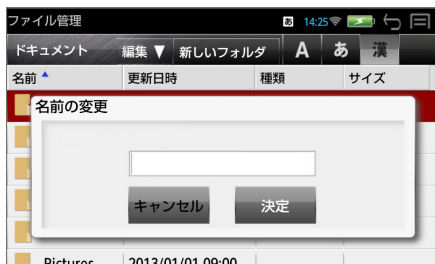 ファイル管理 あ 14:25
ドキュメント 編集 ▼ 新しいフォルダ A あ 漢
名前 ▲ 更新日時 種類 サイズ
名前の変更
キャンセル 決定
Pictures 2013/01/01 09:00